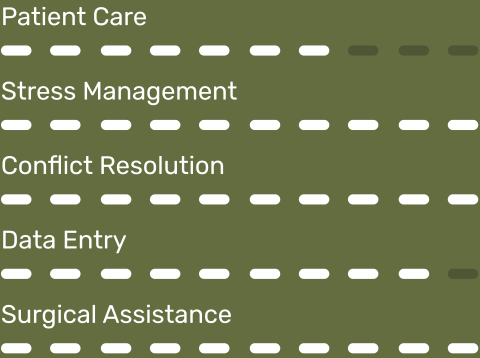 Patient Care
Stress Management
Conflict Resolution
Data Entry
Surgical Assistance